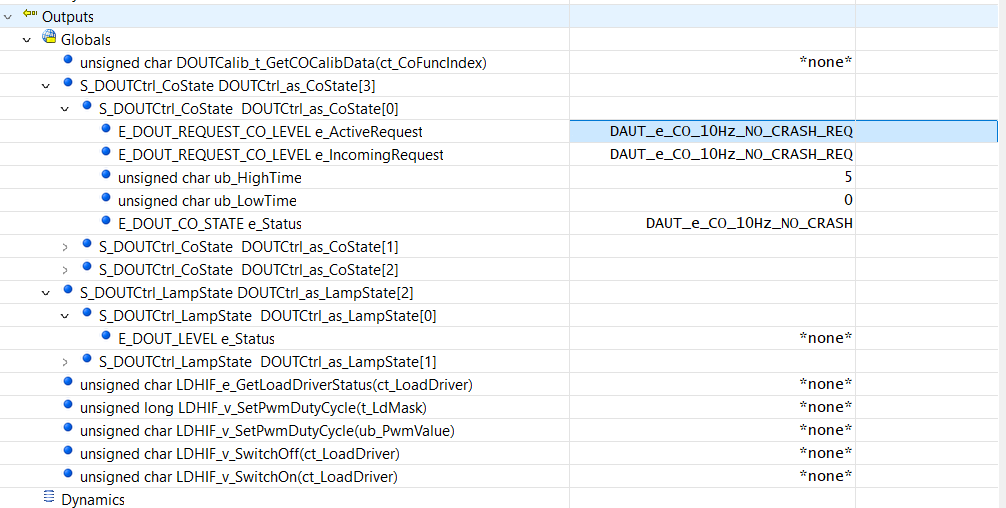 Outputs
Globals
unsigned char DOUTCalib_t_GetCOCalibData(ct_CoFuncIndex) *none*
S_DOUTCtrl_CoState DOUTCtrl_as_CoState[3]
S_DOUTCtrl_CoState DOUTCtrl_as_CoState[0]
E_DOUT_REQUEST_CO_LEVEL e_ActiveRequest DAUT_e_CO_10Hz_NO_CRASH_REQ
E_DOUT_REQUEST_CO_LEVEL e_IncomingRequest DAUT_e_CO_10Hz_NO_CRASH_REQ
unsigned char ub_HighTime 5
unsigned char ub_LowTime 0
E_DOUT_CO_STATE e_Status DAUT_e_CO_10Hz_NO_CRASH
S_DOUTCtrl_CoState DOUTCtrl_as_CoState[1]
S_DOUTCtrl_CoState DOUTCtrl_as_CoState[2]
S_DOUTCtrl_LampState DOUTCtrl_as_LampState[2]
S_DOUTCtrl_LampState DOUTCtrl_as_LampState[0]
E_DOUT_LEVEL e_Status *none*
S_DOUTCtrl_LampState DOUTCtrl_as_LampState[1]
unsigned char LDHIF_e_GetLoadDriverStatus(ct_LoadDriver) *none*
unsigned long LDHIF_v_SetPwmDutyCycle(t_LdMask) *none*
unsigned char LDHIF_v_SetPwmDutyCycle(ub_PwmValue) *none*
unsigned char LDHIF_v_SwitchOff(ct_LoadDriver) *none*
unsigned char LDHIF_v_SwitchOn(ct_LoadDriver) *none*
Dynamics